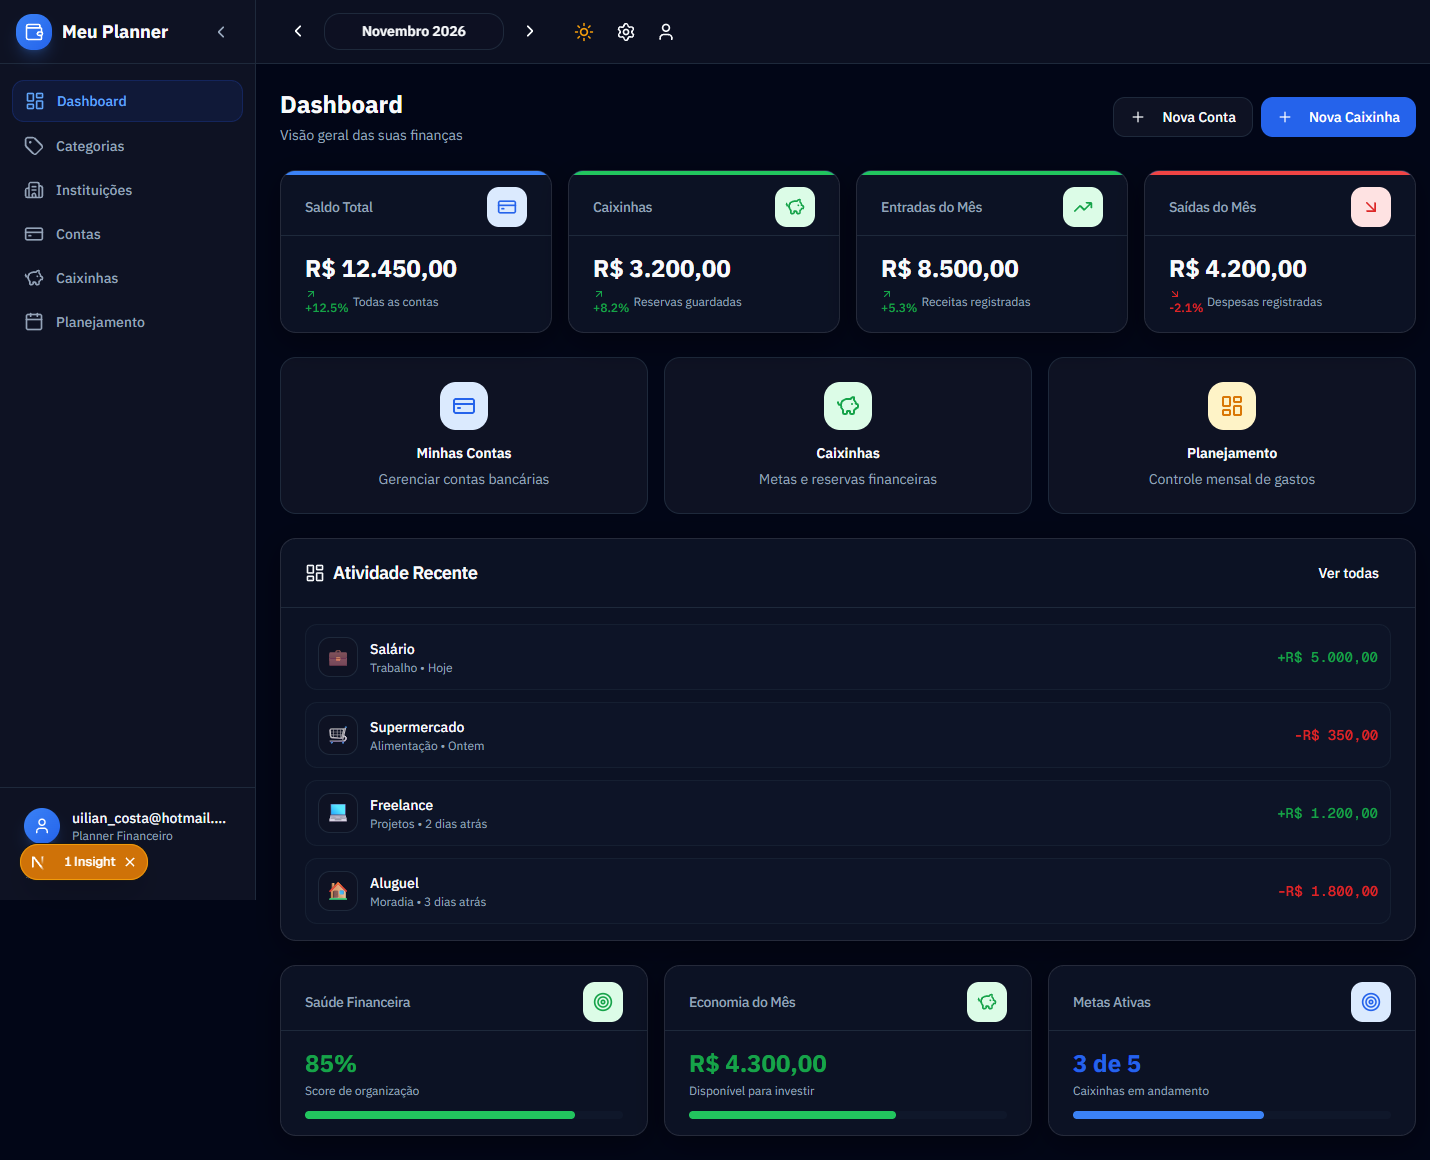 Meu Planner
Novembro 2026
Dashboard
Categorias
Instituições
Contas
Caixinhas
Planejamento
uilian_costa@hotmail....
Planner Financeiro
N 1 Insight
Dashboard
Visão geral das suas finanças
Nova Conta
Nova Caixinha
Saldo Total
R$ 12.450,00
+12.5% Todas as contas
Caixinhas
R$ 3.200,00
+8.2% Reservas guardadas
Entradas do Mês
R$ 8.500,00
+5.3% Receitas registradas
Saídas do Mês
R$ 4.200,00
-2.1% Despesas registradas
Minhas Contas
Gerenciar contas bancárias
Caixinhas
Metas e reservas financeiras
Planejamento
Controle mensal de gastos
Atividade Recente
Ver todas
Salário
Trabalho • Hoje
+R$ 5.000,00
Supermercado
Alimentação • Ontem
-R$ 350,00
Freelance
Projetos • 2 dias atrás
+R$ 1.200,00
Aluguel
Moradia • 3 dias atrás
-R$ 1.800,00
Saúde Financeira
85%
Score de organização
Economia do Mês
R$ 4.300,00
Disponível para investir
Metas Ativas
3 de 5
Caixinhas em andamento